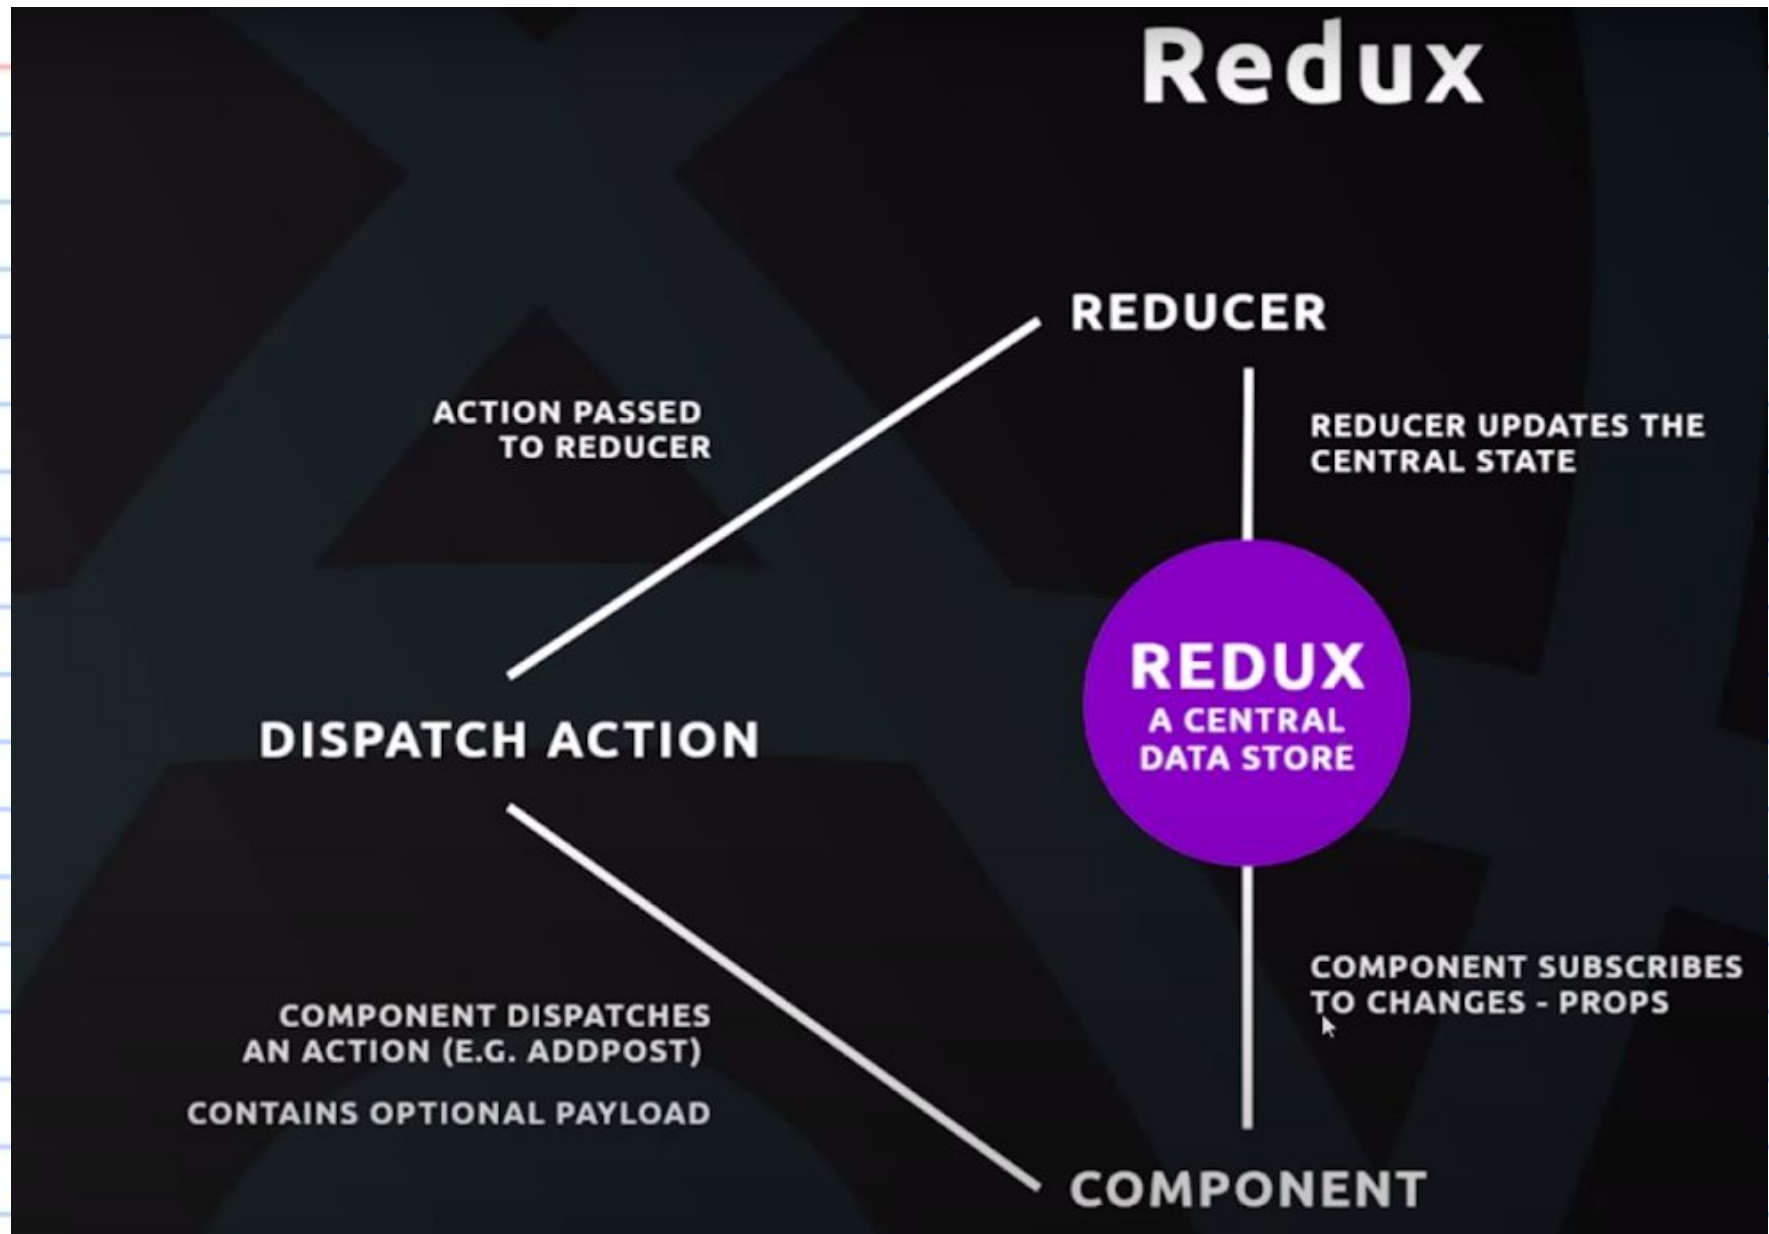 Redux
REDUCER
ACTION PASSED
TO REDUCER
REDUCER UPDATES THE
CENTRAL STATE
REDUX
A CENTRAL
DATA STORE
DISPATCH ACTION
COMPONENT SUBSCRIBES
TO CHANGES - PROPS
COMPONENT DISPATCHES
AN ACTION (E.G. ADDPOST)
CONTAINS OPTIONAL PAYLOAD
COMPONENT